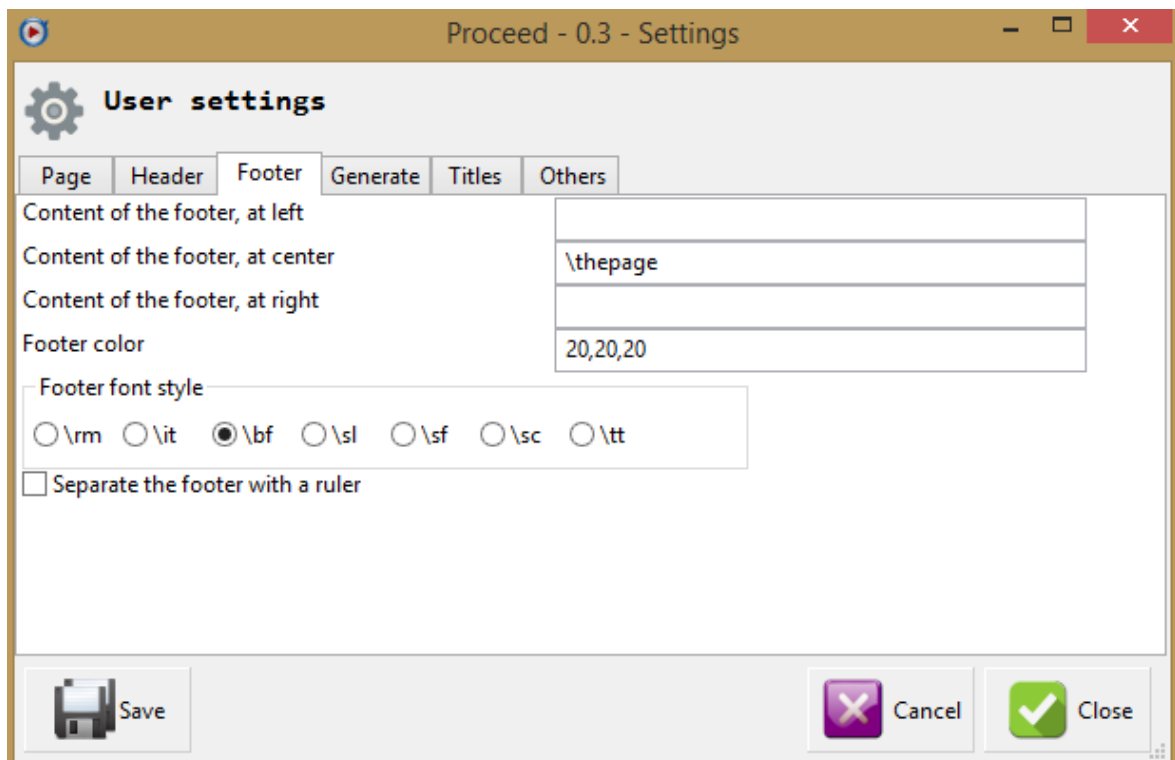 Proceed - 0.3 - Settings
User settings
Page Header Footer Generate Titles Others
Content of the footer, at left
Content of the footer, at center \thepage
Content of the footer, at right
Footer color 20,20,20
Footer font style
\rm \it \bf \sl \sf \sc \tt
Separate the footer with a ruler
Save Cancel Close